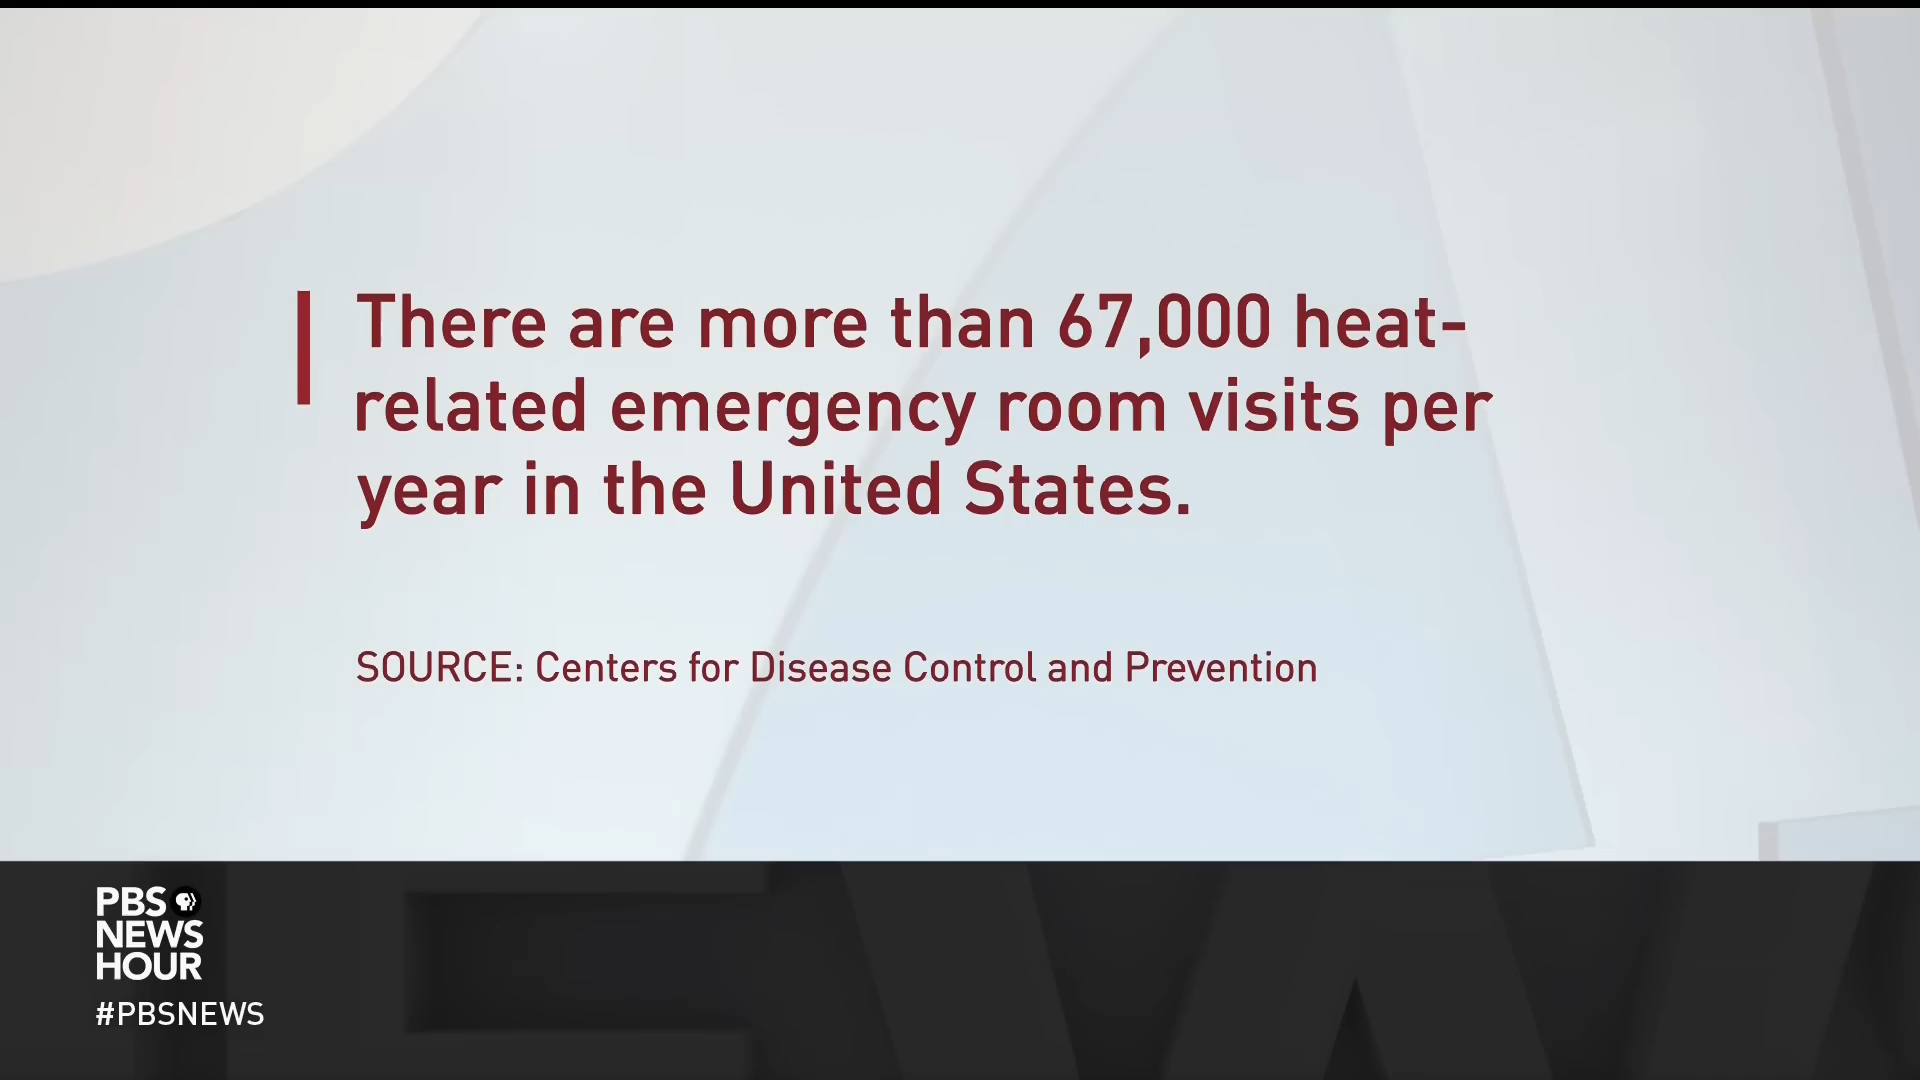 There are more than 67,000 heat-
related emergency room visits per
year in the United States.
SOURCE: Centers for Disease Control and Prevention
PBS
NEWS
HOUR
#PBSNEWS